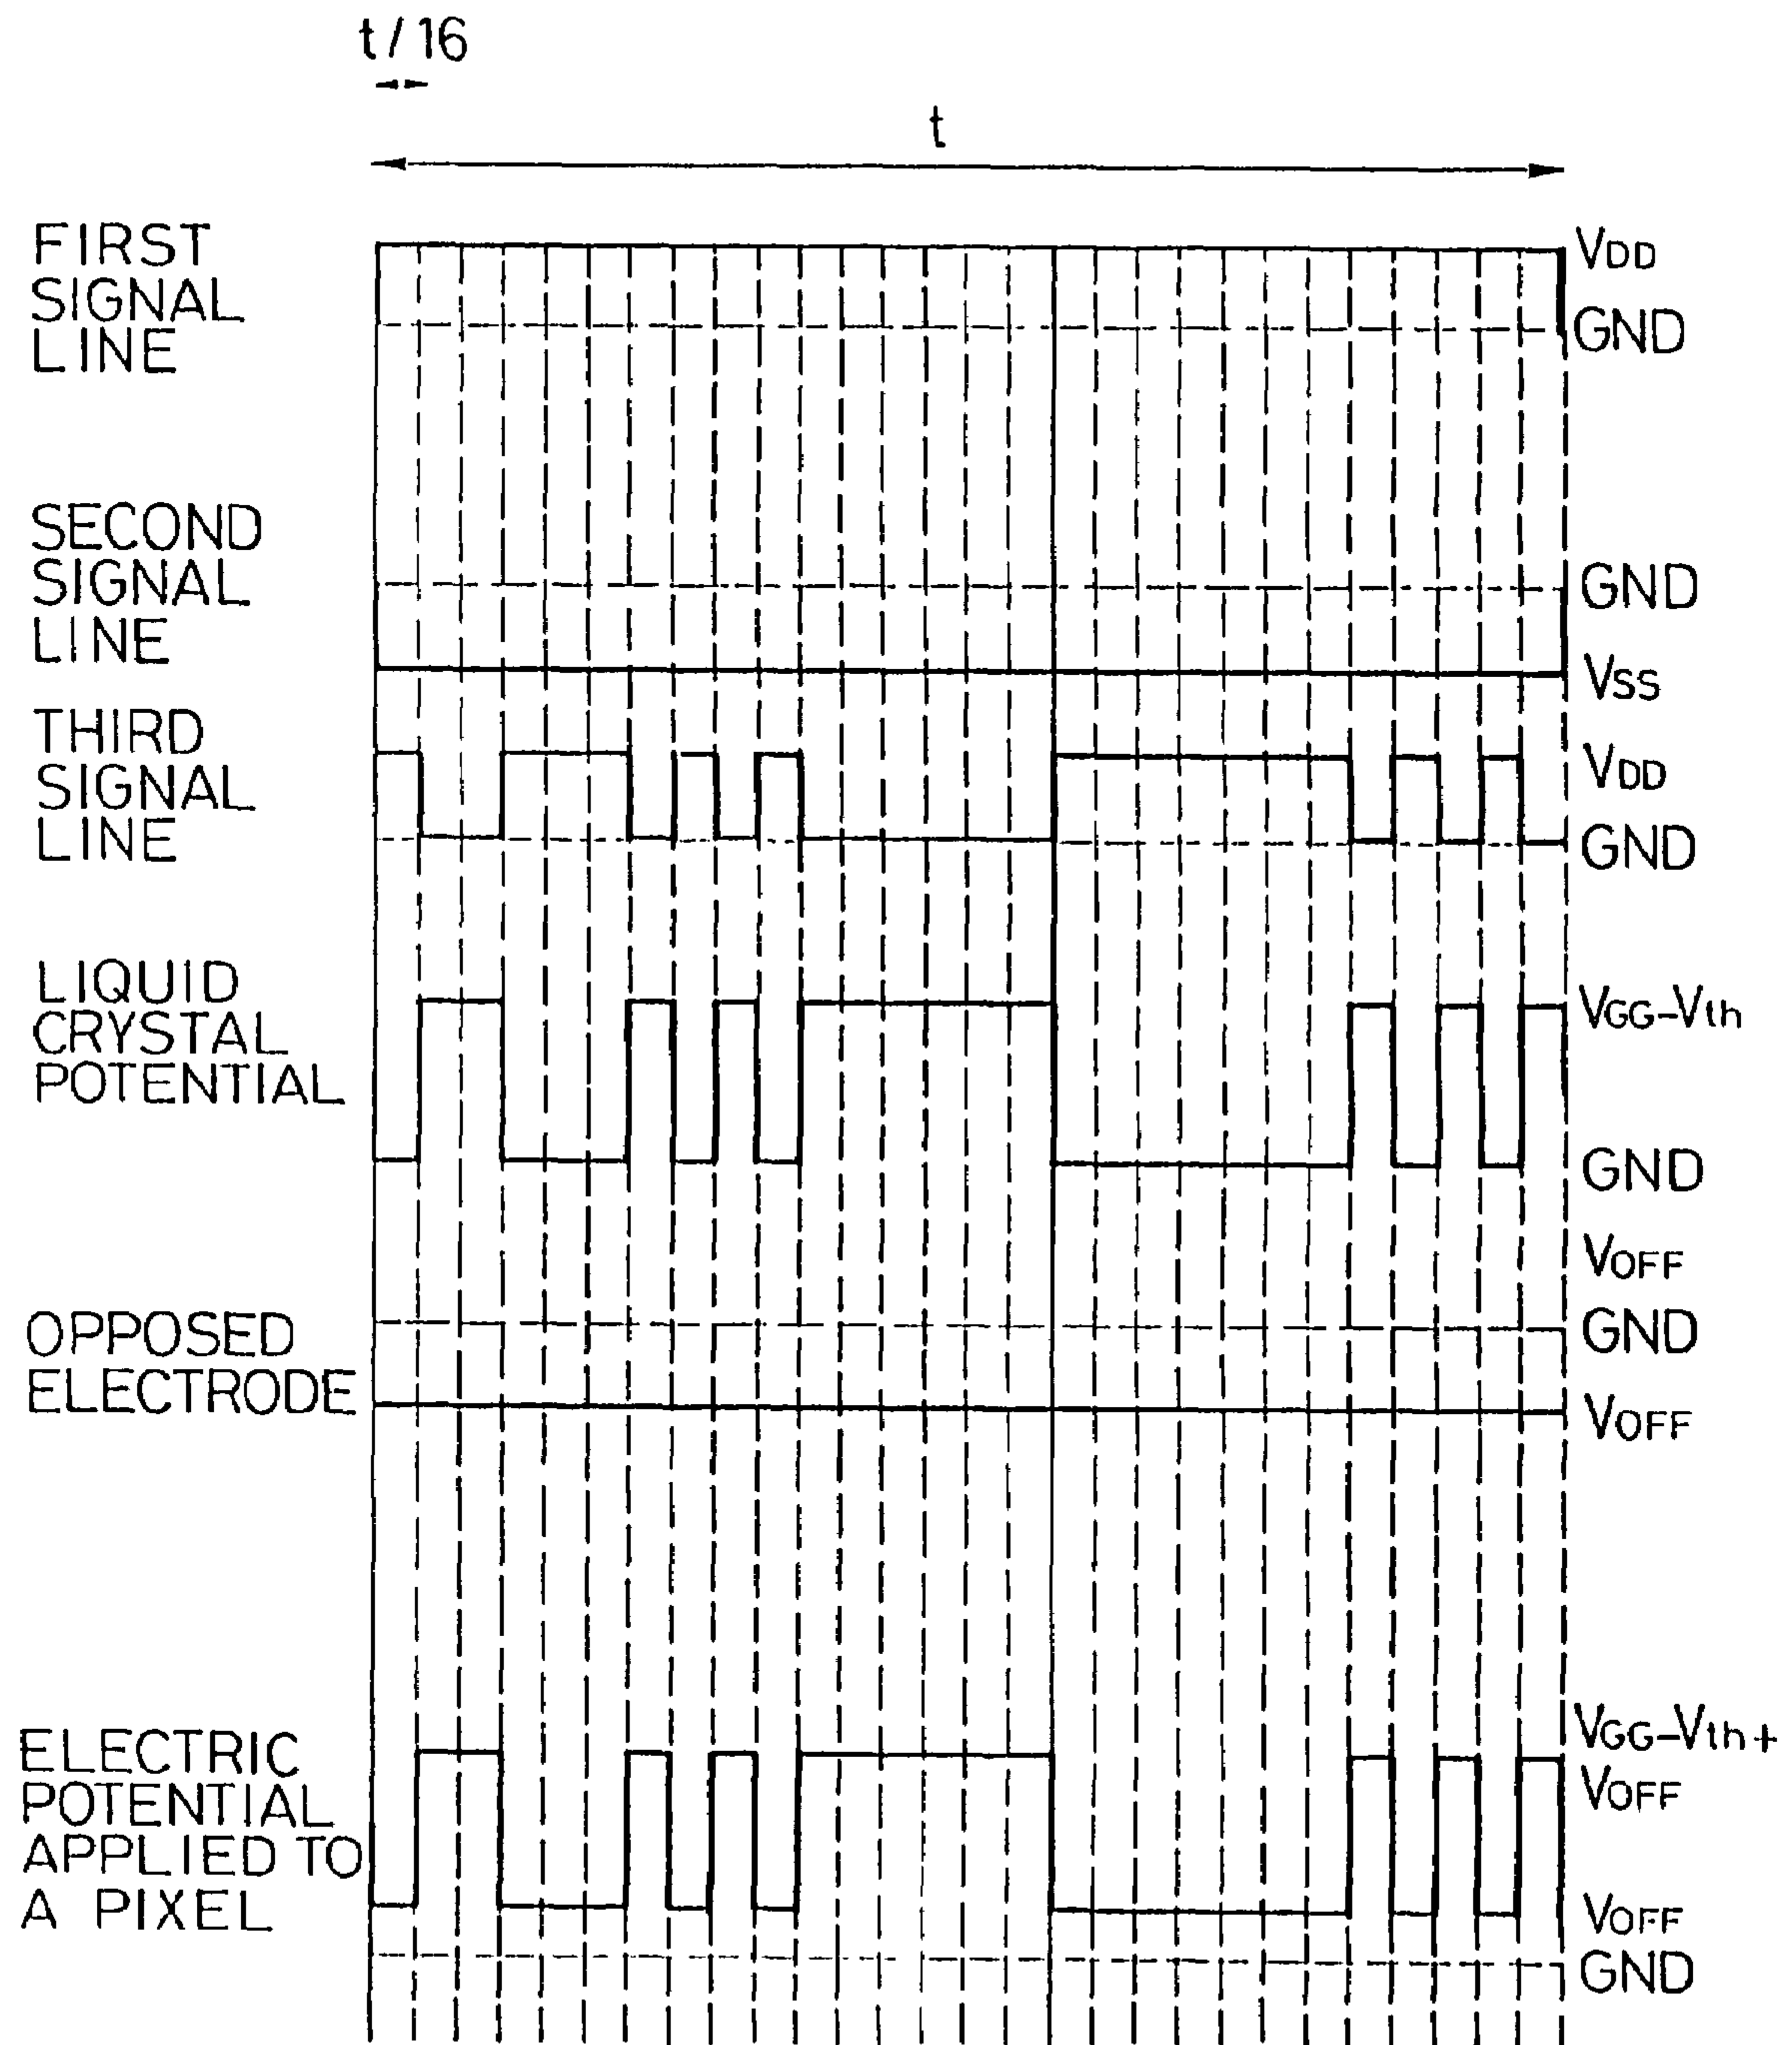 t/16
t
FIRST
SIGNAL
LINE
VDD
GND
SECOND
SIGNAL
LINE
GND
VSS
THIRD
SIGNAL
LINE
VDD
GND
LIQUID
CRYSTAL
POTENTIAL
VGG-Vth
GND
VOFF
OPPOSED
ELECTRODE
GND
VOFF
ELECTRIC
POTENTIAL
APPLIED TO
A PIXEL
VGG-Vth+
VOFF
VOFF
GND